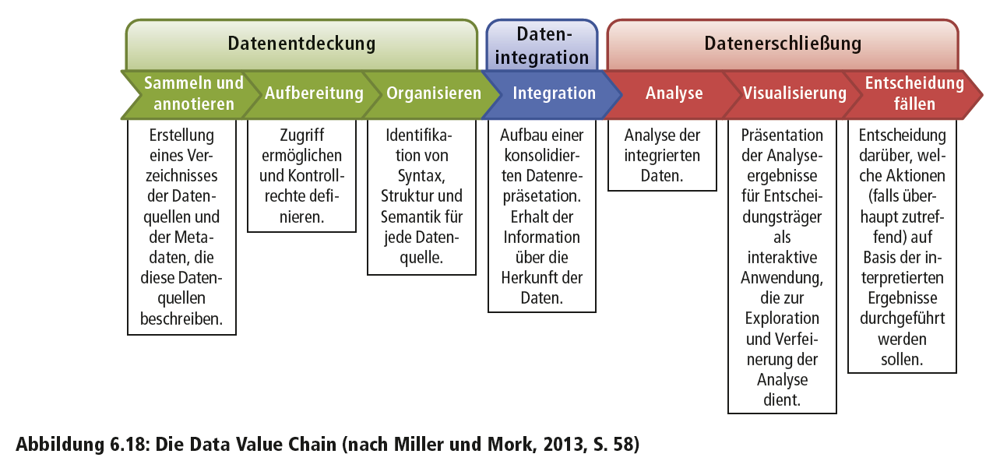 Datenentdeckung
Daten-
integration
Datenerschließung
Sammeln und
annotieren
Aufbereitung
Organisieren
Integration
Analyse
Visualisierung
Entscheidung
fällen
Erstellung
eines Ver-
zeichnisses
der Daten-
quellen und
der Meta-
daten, die
diese Daten-
quellen
beschreiben.
Zugriff
ermöglichen
und Kontroll-
rechte defi-
nieren.
Identifika-
tion von
Syntax,
Struktur und
Semantik für
jede Daten-
quelle.
Aufbau einer
konsolidier-
ten Datenre-
präsetation.
Erhalt der
Information
über die
Herkunft der
Daten.
Analyse der
integrierten
Daten.
Präsentation
der Analyse-
ergebnisse
für Entschei-
dungsträger
als
interaktive
Anwendung,
die zur
Exploration
und Verfei-
nerung der
Analyse
dient.
Entscheidung
darüber, wel-
che Aktionen
(falls über-
haupt zutref-
fend) auf
Basis der in-
terpretierten
Ergebnisse
durchgeführt
werden
sollen.
Abbildung 6.18: Die Data Value Chain (nach Miller und Mork, 2013, S. 58)